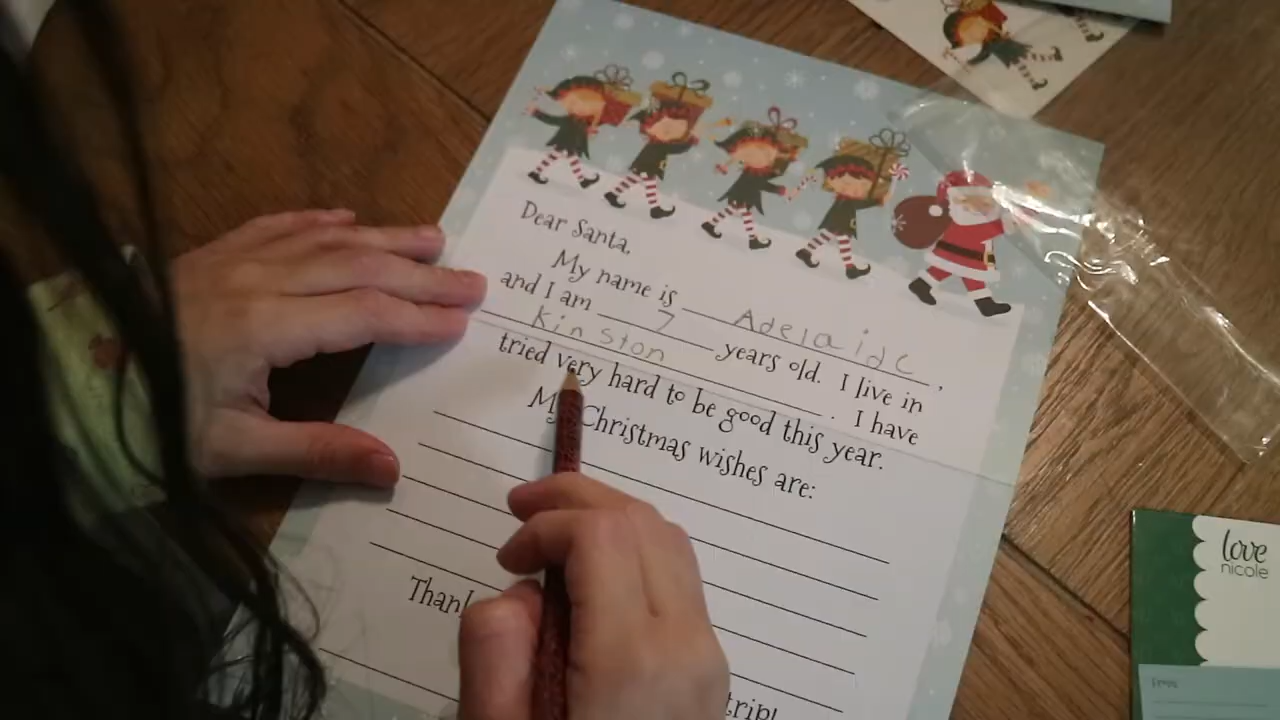 Dear Santa,
My name is Adelaide,
and I am 7 years old. I live in
Kinston. I have
tried very hard to be good this year.
My Christmas wishes are:
trip!
love
nicole